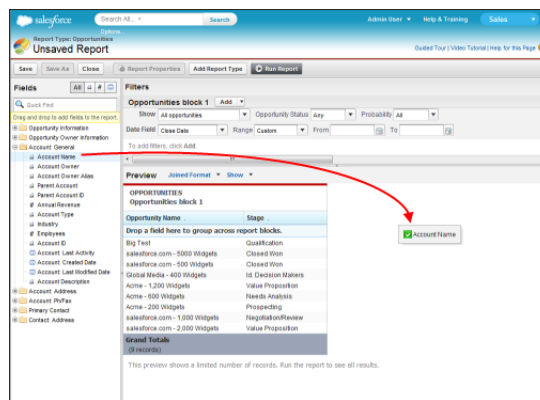 salesforce
Search All...
Search
Options...
Admin User
Help & Training
Sales
Report Type: Opportunities
Unsaved Report
Guided Tour | Video Tutorial | Help for this Page
Save
Save As
Close
Report Properties
Add Report Type
Run Report
Fields
All
#
Quick Find
Drag and drop to add fields to the report.
Opportunity Information
Opportunity Owner Information
Account: General
Account Name
Account Owner
Account Owner Alias
Parent Account
Parent Account ID
# Annual Revenue
Account Type
Industry
# Employees
Account ID
Account: Last Activity
Account: Created Date
Account: Last Modified Date
Account: Description
Account: Address
Account: Ph/Fax
Primary Contact
Contact: Address
Filters
Opportunities block 1
Add
Show All opportunities
Opportunity Status Any
Probability All
Date Field Close Date
Range Custom
From
To
To add filters, click Add.
Preview
Joined Format
Show
OPPORTUNITIES
Opportunities block 1
Opportunity Name
Stage
Drop a field here to group across report blocks.
Big Test Qualification
salesforce.com - 5000 Widgets Closed Won
salesforce.com - 500 Widgets Closed Won
Global Media - 400 Widgets Id. Decision Makers
Acme - 1,200 Widgets Value Proposition
Acme - 600 Widgets Needs Analysis
Acme - 200 Widgets Prospecting
salesforce.com - 1,000 Widgets Negotiation/Review
salesforce.com - 2,000 Widgets Value Proposition
Grand Totals
(9 records)
Account Name
This preview shows a limited number of records. Run the report to see all results.